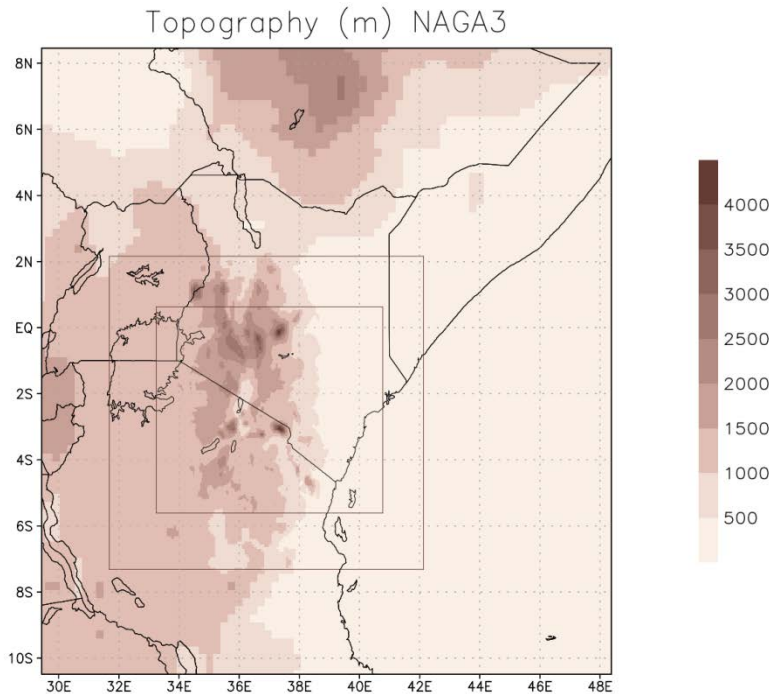 Topography (m) NAGA3
8N
6N
4N
2N
EQ
2S
4S
6S
8S
10S
30E 32E 34E 36E 38E 40E 42E 44E 46E 48E
4000
3500
3000
2500
2000
1500
1000
500